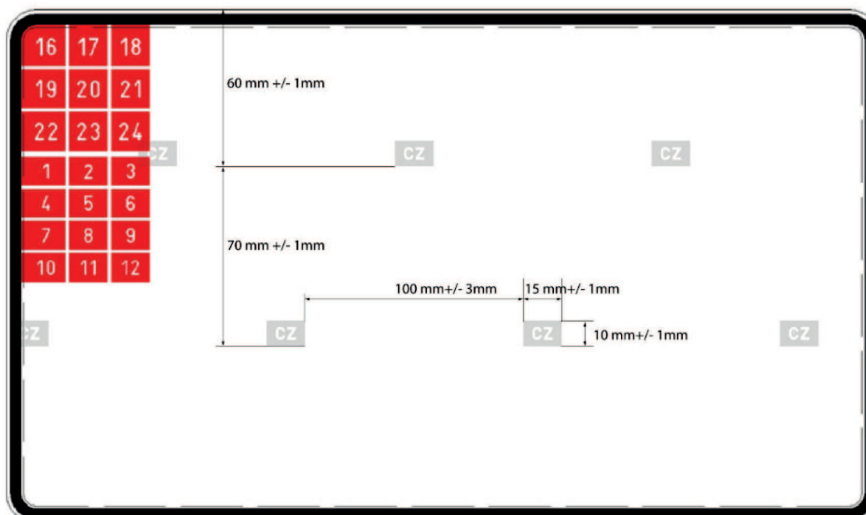 16 17 18
60 mm +/- 1mm
19 20 21
22 23 24
CZ CZ CZ
1 2 3
4 5 6
7 8 9
70 mm +/- 1mm
10 11 12
100 mm+/- 3mm 15 mm+/- 1mm
CZ CZ CZ CZ
10 mm+/- 1mm